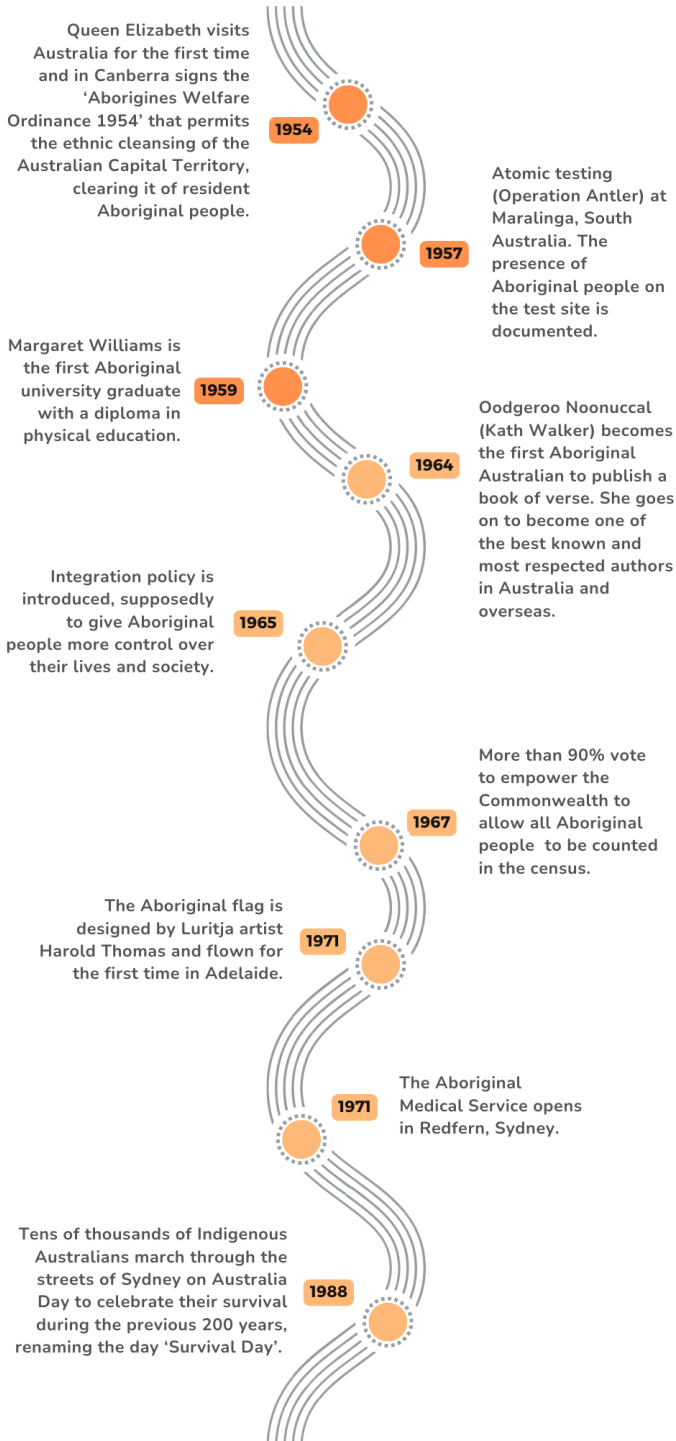 Queen Elizabeth visits
Australia for the first time
and in Canberra signs the
‘Aborigines Welfare
Ordinance 1954’ that permits
the ethnic cleansing of the
Australian Capital Territory,
clearing it of resident
Aboriginal people.
1954
Atomic testing
(Operation Antler) at
Maralinga, South
Australia. The
presence of
Aboriginal people on
the test site is
documented.
1957
Margaret Williams is
the first Aboriginal
university graduate
with a diploma in
physical education.
1959
Oodgeroo Noonuccal
(Kath Walker) becomes
the first Aboriginal
Australian to publish a
book of verse. She goes
on to become one of
the best known and
most respected authors
in Australia and
overseas.
1964
Integration policy is
introduced, supposedly
to give Aboriginal
people more control over
their lives and society.
1965
More than 90% vote
to empower the
Commonwealth to
allow all Aboriginal
people  to be counted
in the census.
1967
The Aboriginal flag is
designed by Luritja artist
Harold Thomas and flown for
the first time in Adelaide.
1971
The Aboriginal
Medical Service opens
in Redfern, Sydney.
1971
Tens of thousands of Indigenous
Australians march through the
streets of Sydney on Australia
Day to celebrate their survival
during the previous 200 years,
renaming the day ‘Survival Day’.
1988